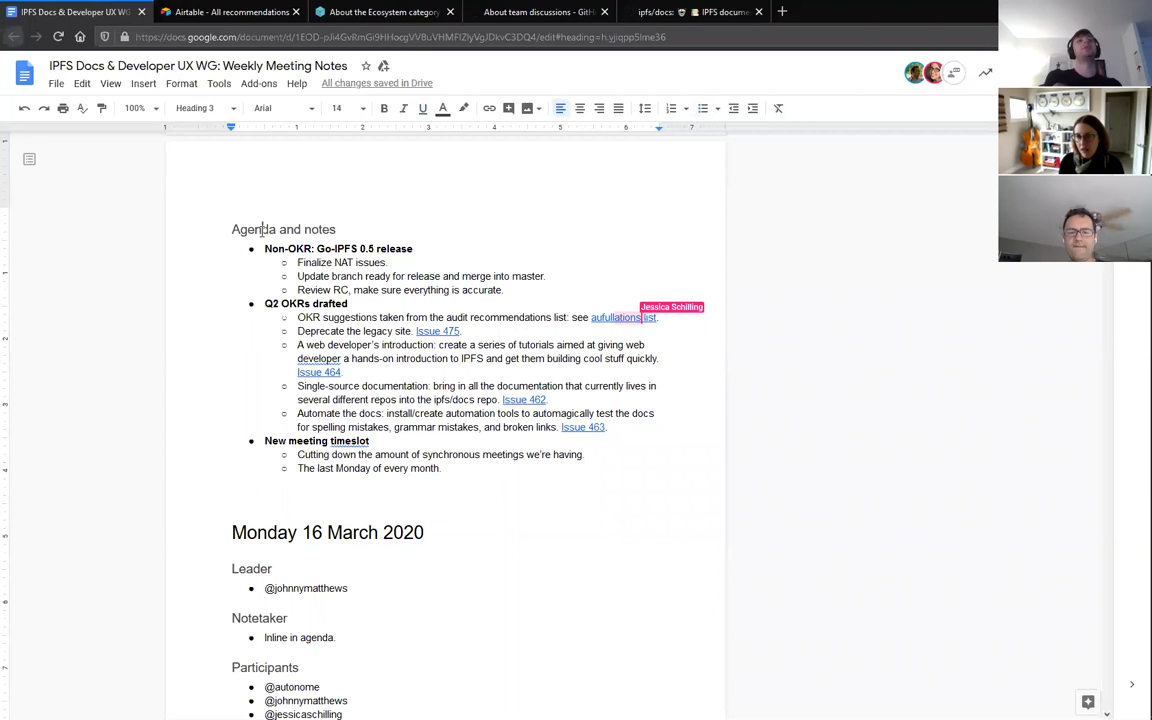 IPFS Docs & Developer UX WG
Airtable - All recommendations
About the Ecosystem category
About team discussions - GitH
ipfs/docs: IPFS docume
https://docs.google.com/document/d/
IPFS Docs & Developer UX WG: Weekly Meeting Notes
File Edit View Insert Format Tools Add-ons Help All changes saved in Drive
100% Heading 3 Arial 14
1 1 2 3 4 5 6 7
Agenda and notes
● Non-OKR: Go-IPFS 0.5 release
○ Finalize NAT issues.
○ Update branch ready for release and merge into master.
○ Review RC, make sure everything is accurate.
● Q2 OKRs drafted
Jessica Schilling
○ OKR suggestions taken from the audit recommendations list: see aufullations list.
○ Deprecate the legacy site. Issue 475.
○ A web developer's introduction: create a series of tutorials aimed at giving web
developer a hands-on introduction to IPFS and get them building cool stuff quickly.
Issue 464.
○ Single-source documentation: bring in all the documentation that currently lives in
several different repos into the ipfs/docs repo. Issue 462.
○ Automate the docs: install/create automation tools to automagically test the docs
for spelling mistakes, grammar mistakes, and broken links. Issue 463.
● New meeting timeslot
○ Cutting down the amount of synchronous meetings we're having.
○ The last Monday of every month.
Monday 16 March 2020
Leader
● @johnnymatthews
Notetaker
● Inline in agenda.
Participants
● @autonome
● @johnnymatthews
● @jessicaschilling